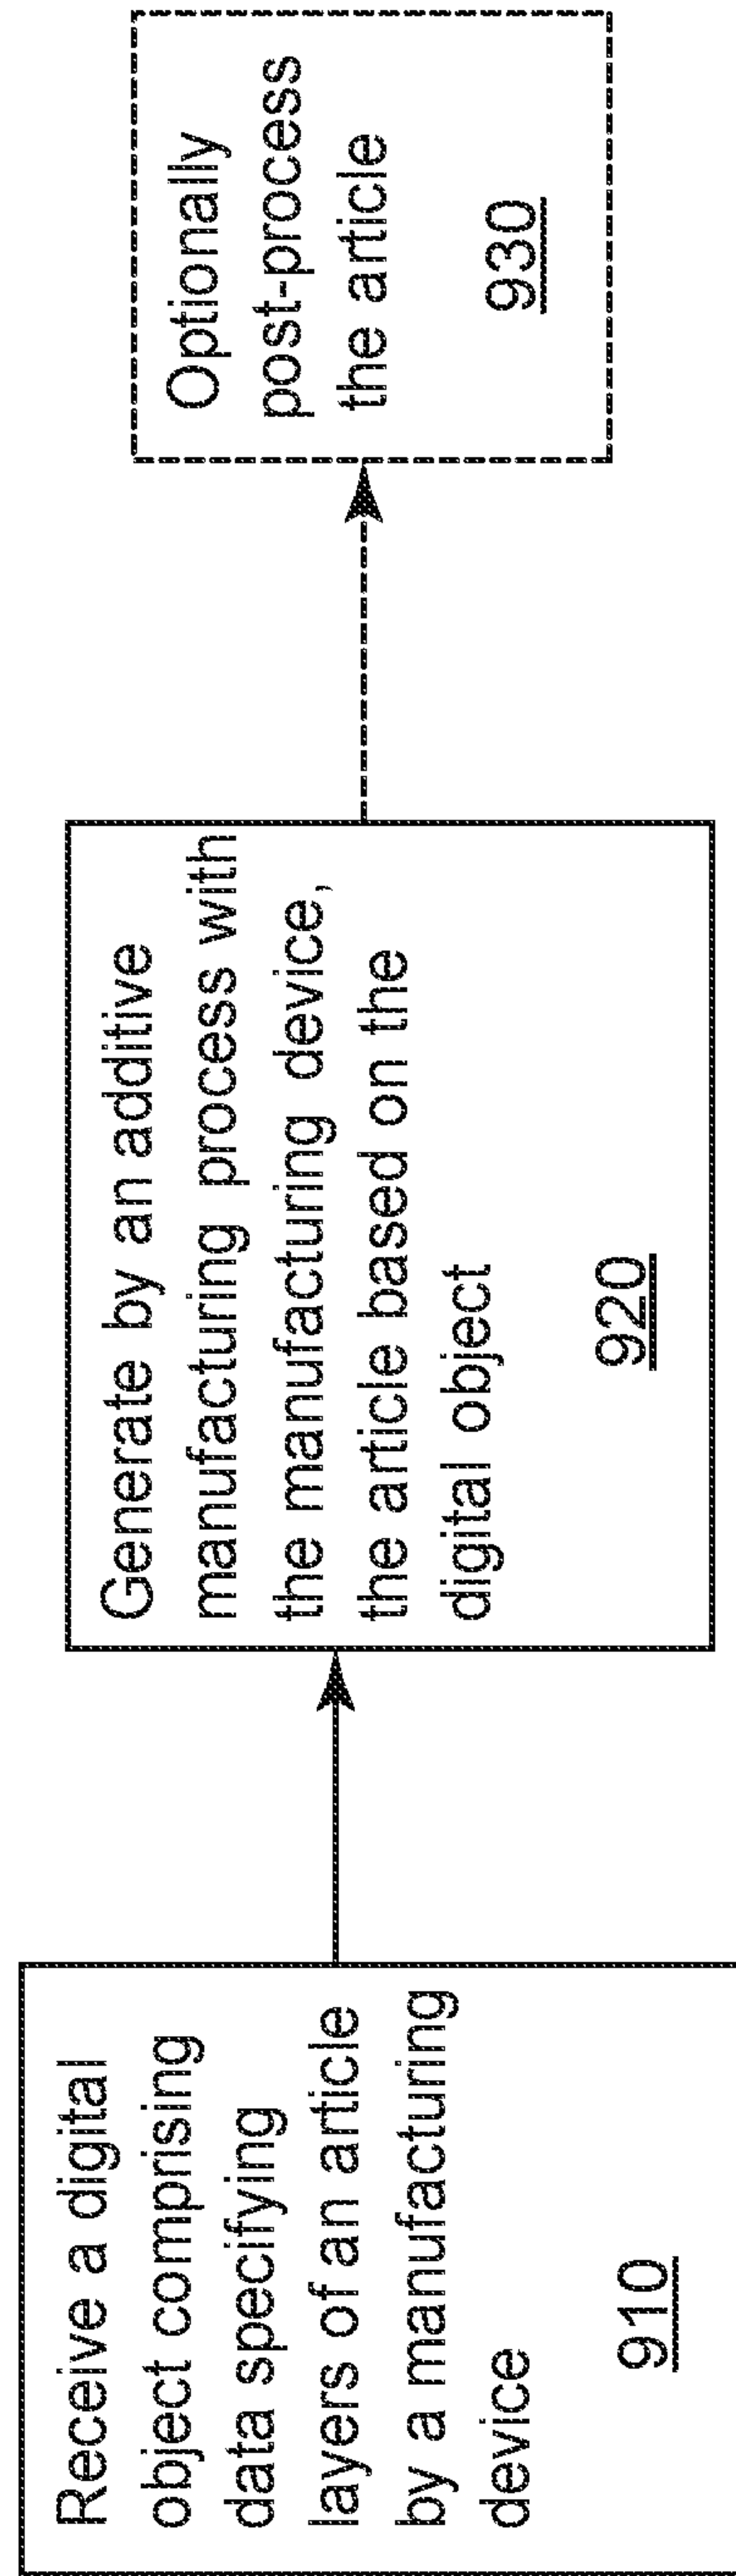 Receive a digital
object comprising
data specifying
layers of an article
by a manufacturing
device
910
Generate by an additive
manufacturing process with
the manufacturing device,
the article based on the
digital object
920
Optionally
post-process
the article
930